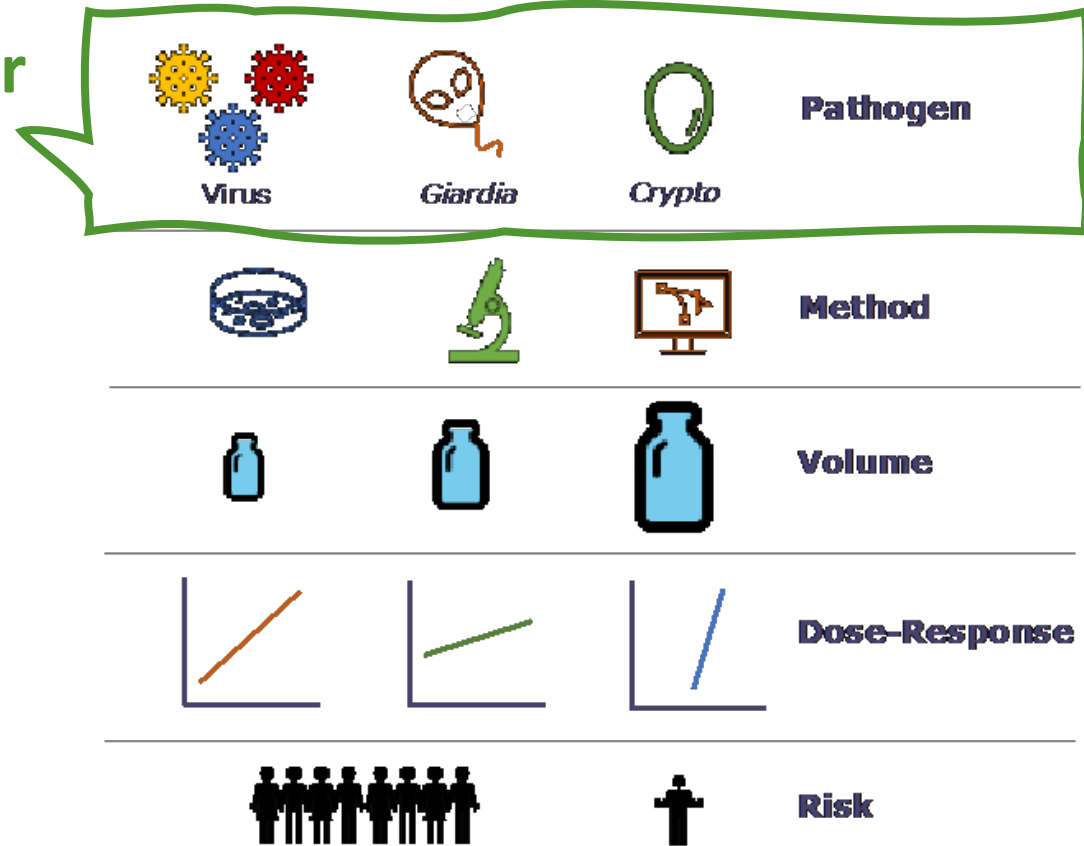 r
Pathogen
Virus Giardia Crypto
Method
Volume
Dose-Response
Risk